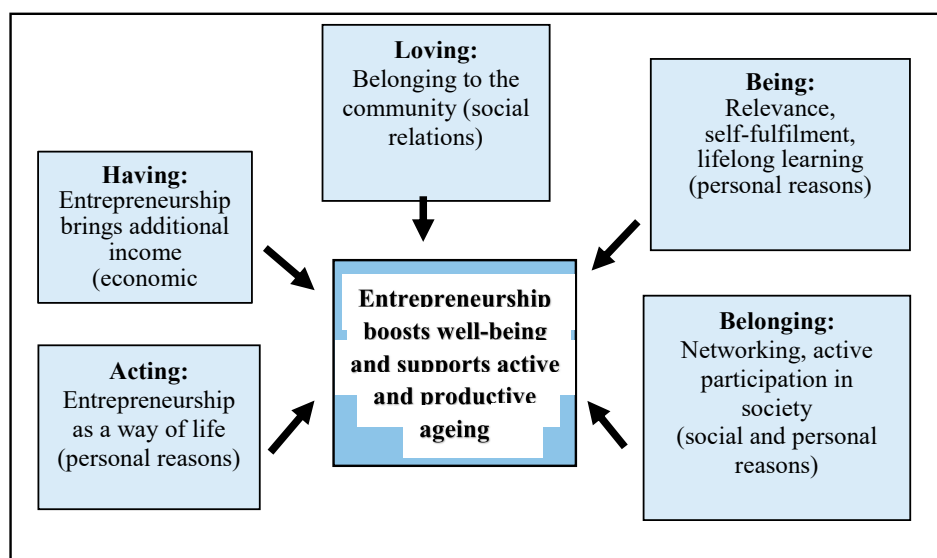 Loving:
Belonging to the
community (social
relations)
Being:
Relevance,
self-fulfilment,
lifelong learning
(personal reasons)
Having:
Entrepreneurship
brings additional
income
(economic
Entrepreneurship
boosts well-being
and supports active
and productive
ageing
Acting:
Entrepreneurship
as a way of life
(personal reasons)
Belonging:
Networking, active
participation in
society
(social and personal
reasons)